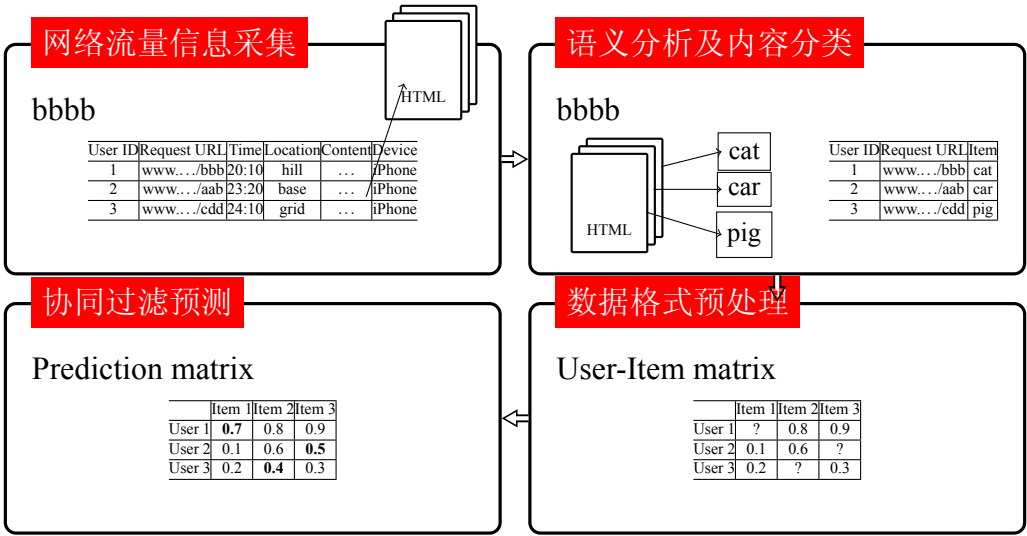 网络流量信息采集
bbbb
HTML
User ID Request URL Time Location Content Device
1 www.…/bbb 20:10 hill … iPhone
2 www.…/aab 23:20 base … iPhone
3 www.…/cdd 24:10 grid … iPhone
语义分析及内容分类
bbbb
HTML
cat
car
pig
User ID Request URL Item
1 www.…/bbb cat
2 www.…/aab car
3 www.…/cdd pig
协同过滤预测
Prediction matrix
Item 1 Item 2 Item 3
User 1 0.7 0.8 0.9
User 2 0.1 0.6 0.5
User 3 0.2 0.4 0.3
数据格式预处理
User-Item matrix
Item 1 Item 2 Item 3
User 1 ? 0.8 0.9
User 2 0.1 0.6 ?
User 3 0.2 ? 0.3